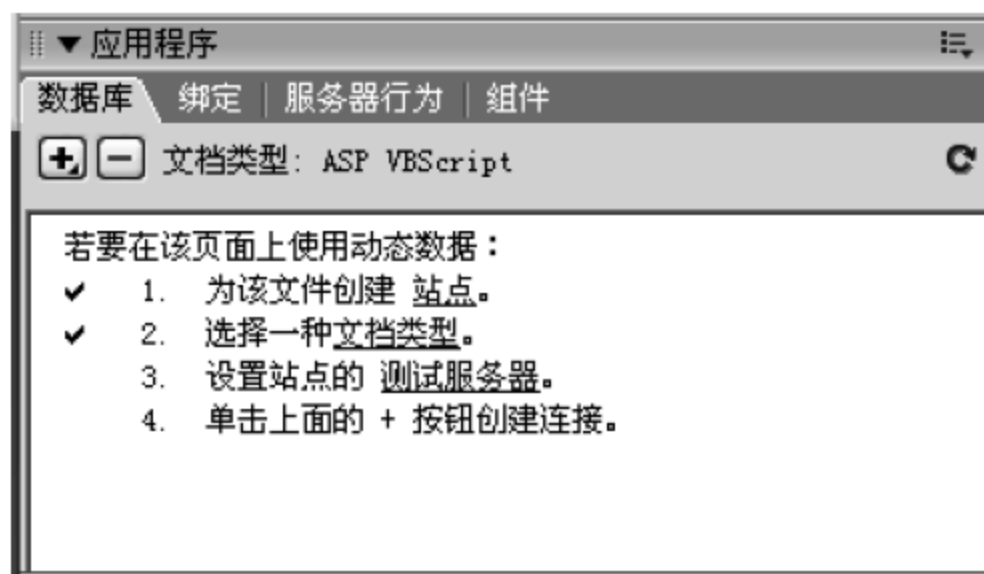 应用程序
数据库 绑定 服务器行为 组件
文档类型: ASP VBScript
若要在该页面上使用动态数据：
1. 为该文件创建 站点。
2. 选择一种文档类型。
3. 设置站点的 测试服务器。
4. 单击上面的 + 按钮创建连接。